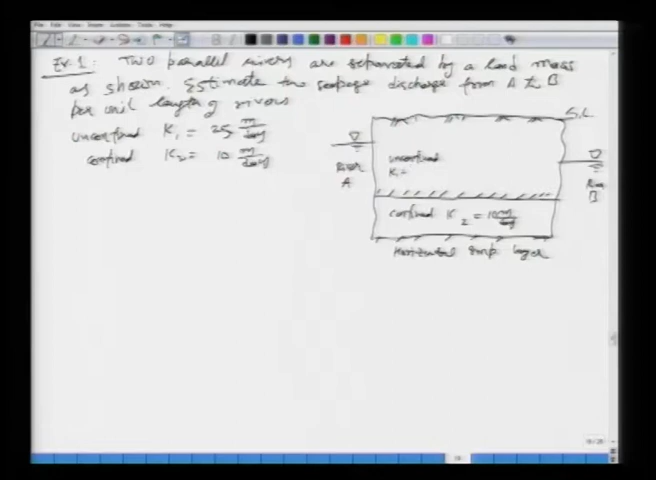 Ex.1: Two parallel rivers are separated by a land mass
as shown. Estimate the seepage discharge from A to B
per unit length of rivers
unconfined K1 = 25 m/day
confined K2 = 10 m/day
G.L
River A
unconfined
K1 =
River B
confined K2 = 10 m/day
Horizontal imp layer